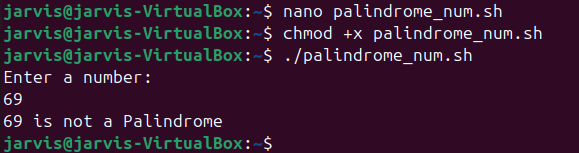 jarvis@jarvis-VirtualBox:~$ nano palindrome_num.sh
jarvis@jarvis-VirtualBox:~$ chmod +x palindrome_num.sh
jarvis@jarvis-VirtualBox:~$ ./palindrome_num.sh
Enter a number:
69
69 is not a Palindrome
jarvis@jarvis-VirtualBox:~$